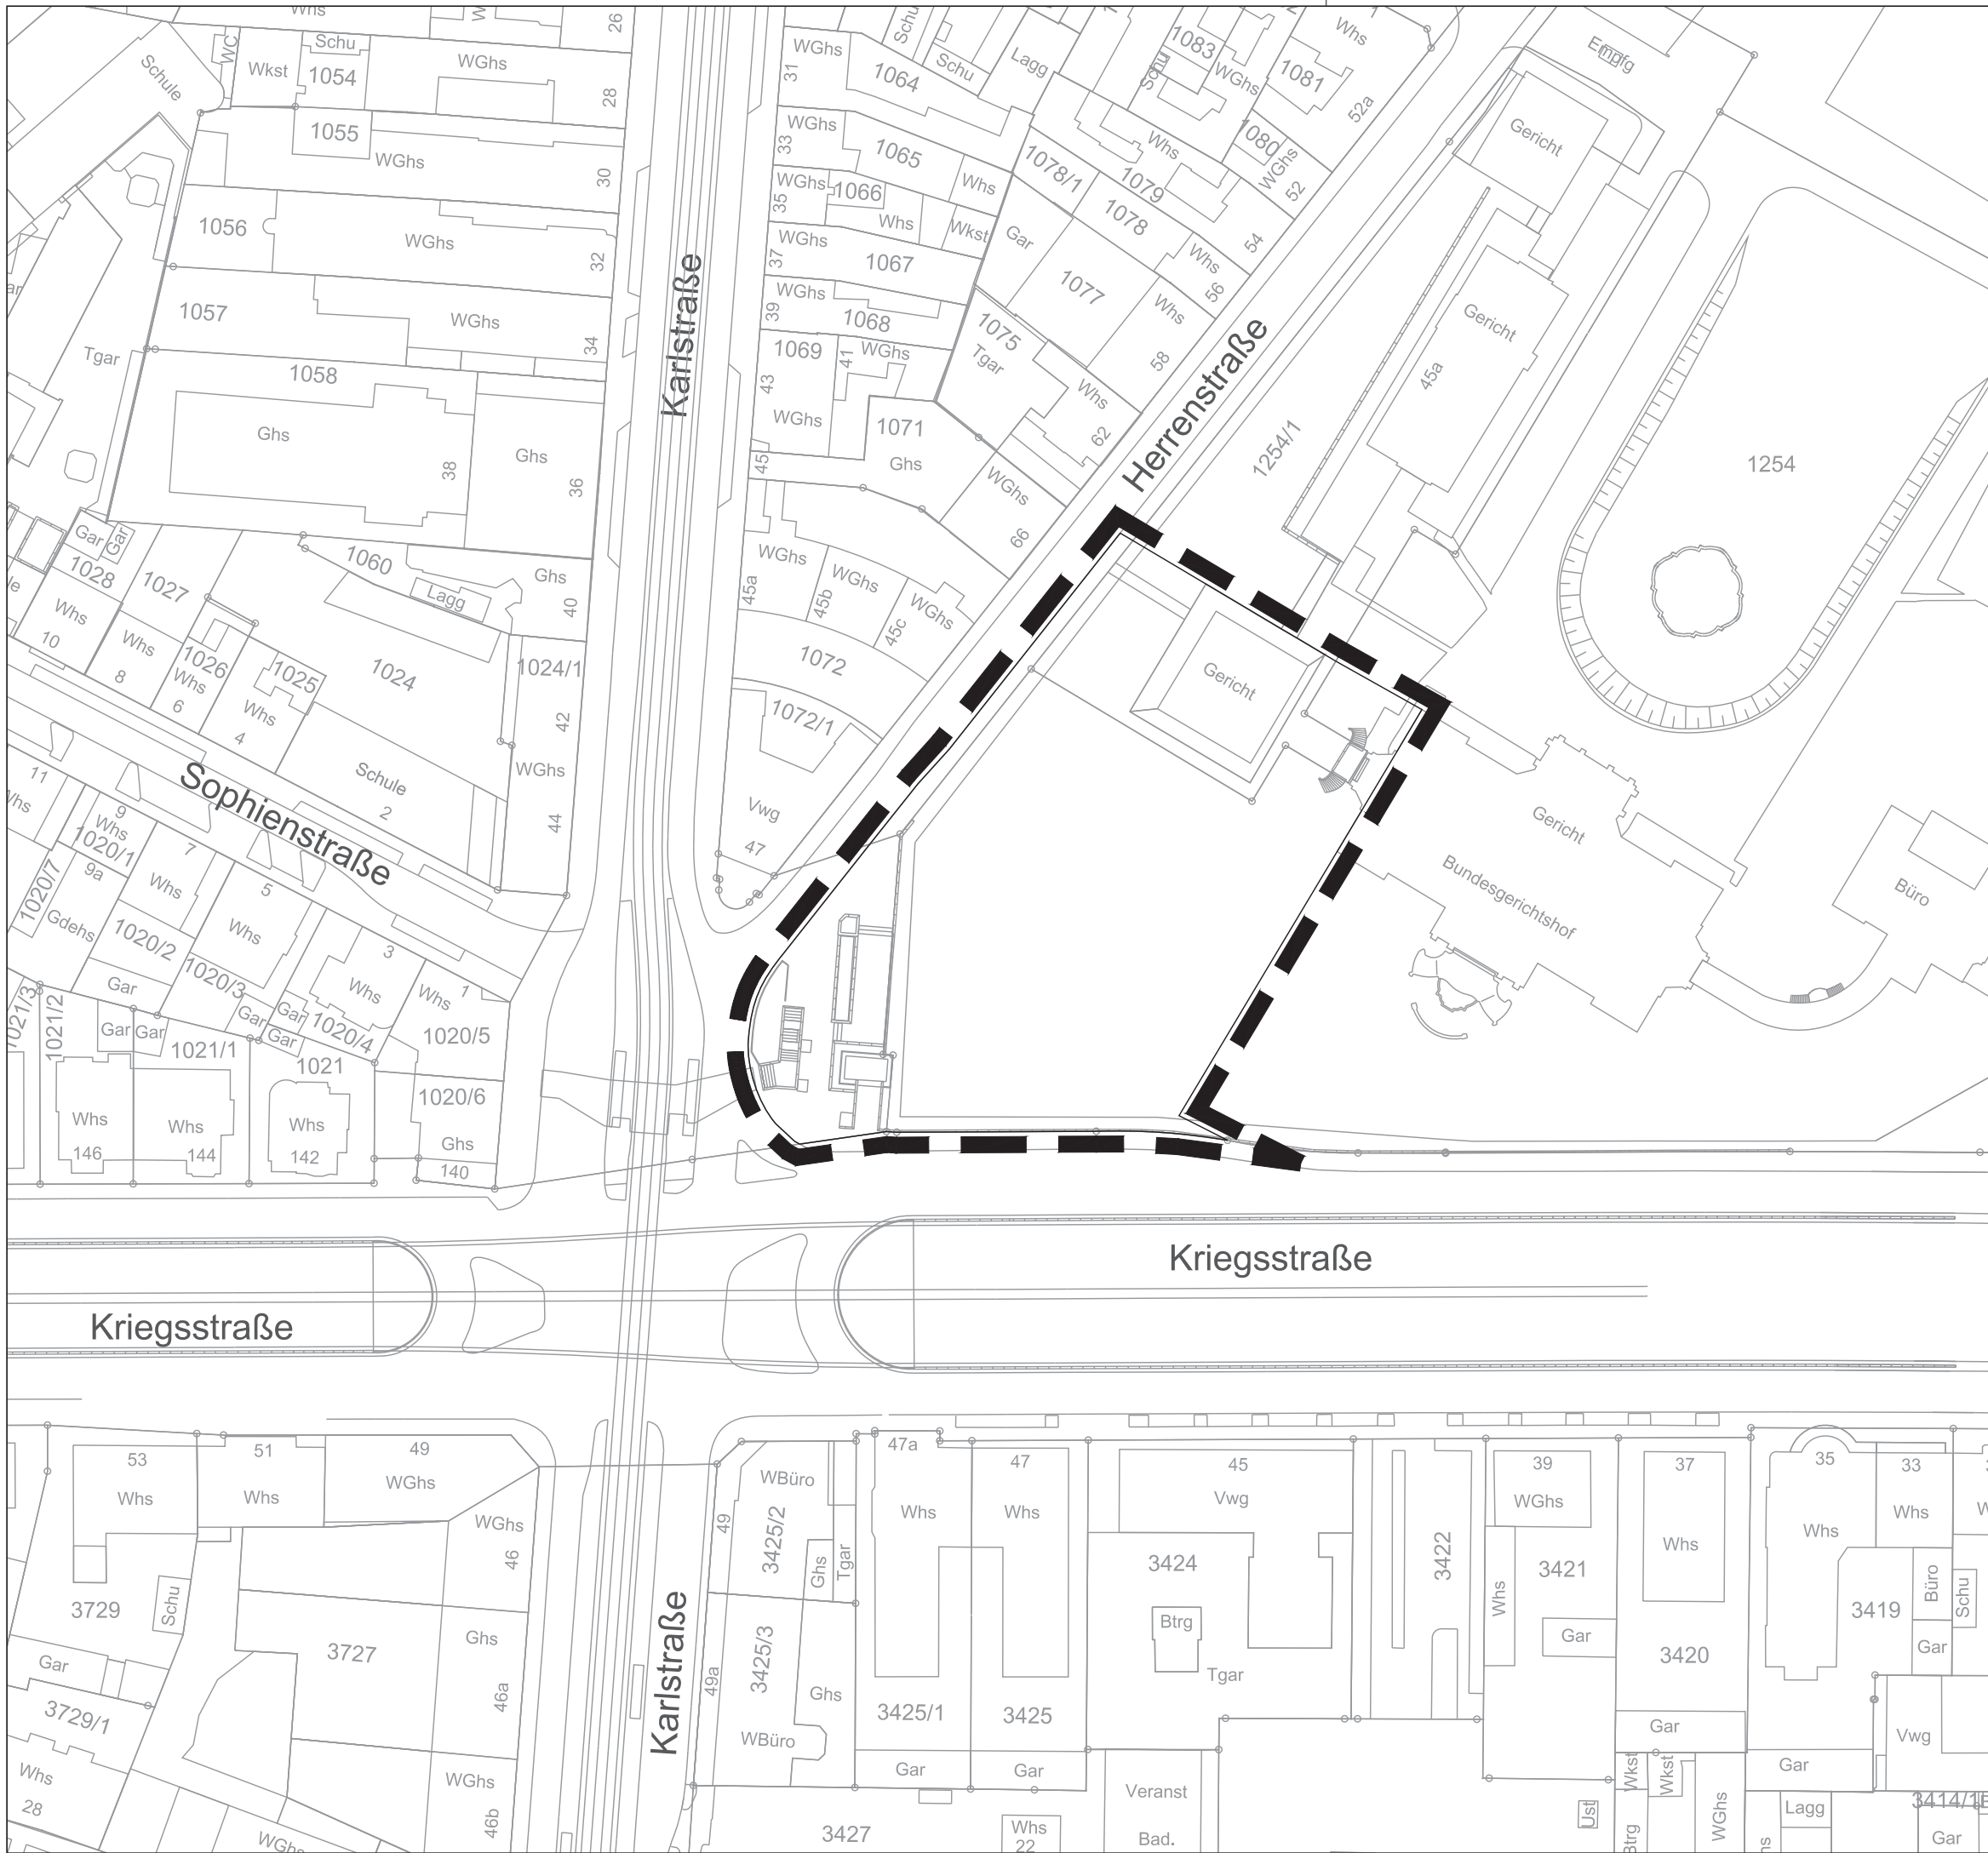 Whs
26
WC
Schu
Wkst
1054
WGhs
28
Schule
1055
WGhs
30
1056
WGhs
32
1057
WGhs
34
Tgar
1058
Ghs
38
Ghs
36
Karlstraße
WGhs
31
1064
Schu
Schu
Lagg
WGhs
33
1065
Whs
WGhs
35
1066
Whs
Wkst
WGhs
37
1067
WGhs
39
1068
1069
41
WGhs
43
WGhs
1071
Ghs
45
1083
Schu
WGhs
1081
Whs
52a
1080
WGhs
52
Whs
1078/1
1079
54
1078
Gar
Whs
56
1077
Whs
58
1075
Tgar
Whs
62
WGhs
66
Herrenstraße
Empfg
Gericht
Gericht
45a
1254/1
1254
Gar
Gar
1028
1027
Whs
10
Whs
8
1026
Whs
6
1025
Whs
4
1060
Lagg
Ghs
40
1024
1024/1
42
WGhs
44
Schule
2
Sophienstraße
WGhs
45a
WGhs
45b
WGhs
45c
1072
1072/1
Vwg
47
Gericht
Gericht
Bundesgerichtshof
Büro
11
9
Whs
1020/1
9a
1020/7
Gdehs
7
Whs
1020/2
Gar
5
Whs
1020/3
Gar
Gar
Gar
3
Whs
1020/4
1
Whs
1020/5
1021/3
1021/2
Gar
Gar
1021/1
1021
1020/6
Ghs
140
Whs
146
Whs
144
Whs
142
Kriegsstraße
Kriegsstraße
53
Whs
51
Whs
49
WGhs
WGhs
46
3729
Schu
3727
Ghs
46a
Gar
3729/1
Whs
28
WGhs
WGhs
46b
Karlstraße
WBüro
49
3425/2
Ghs
Tgar
49a
3425/3
Ghs
WBüro
47a
Whs
3425/1
Gar
47
Whs
3425
Gar
45
Vwg
3424
Btrg
Tgar
3422
39
WGhs
Whs
3421
Gar
37
Whs
3420
Gar
35
Whs
33
Whs
3419
Büro
Schu
Gar
Vwg
Gar
Wkst
Wkst
WGhs
Btrg
Ust
Lagg
3414/1
Gar
3427
Whs
22
Veranst
Bad.